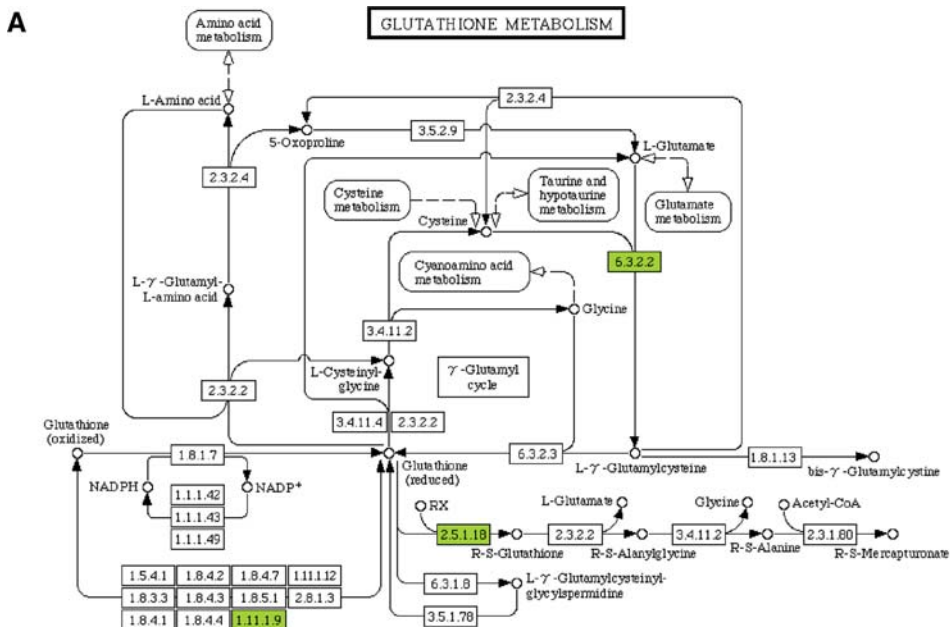 A
GLUTATHIONE METABOLISM
Amino acid
metabolism
L-Amino acid
2.3.2.4
5-Oxoproline
3.5.2.9
L-Glutamate
2.3.2.4
Cysteine
metabolism
Taurine and
hypotaurine
metabolism
Glutamate
metabolism
Cysteine
6.3.2.2
Cyanoamino acid
metabolism
L-γ-Glutamyl-
L-amino acid
Glycine
3.4.11.2
L-Cysteinyl-
glycine
γ-Glutamyl
cycle
2.3.2.2
3.4.11.4
2.3.2.2
Glutathione
(oxidized)
1.8.1.7
Glutathione
(reduced)
6.3.2.3
L-γ-Glutamylcysteine
1.8.1.13
bis-γ-Glutamylcystine
NADPH
NADP+
1.1.1.42
1.1.1.43
1.1.1.49
RX
L-Glutamate
Glycine
Acetyl-CoA
2.5.1.18
2.3.2.2
3.4.11.2
2.3.1.80
R-S-Glutathione
R-S-Alanylglycine
R-S-Alanine
R-S-Mercapturonate
1.5.4.1 1.8.4.2 1.8.4.7 1.11.1.12
1.8.3.3 1.8.4.3 1.8.5.1 2.8.1.3
1.8.4.1 1.8.4.4 1.11.1.9
6.3.1.8
L-γ-Glutamylcysteinyl-
glycylspermidine
3.5.1.78